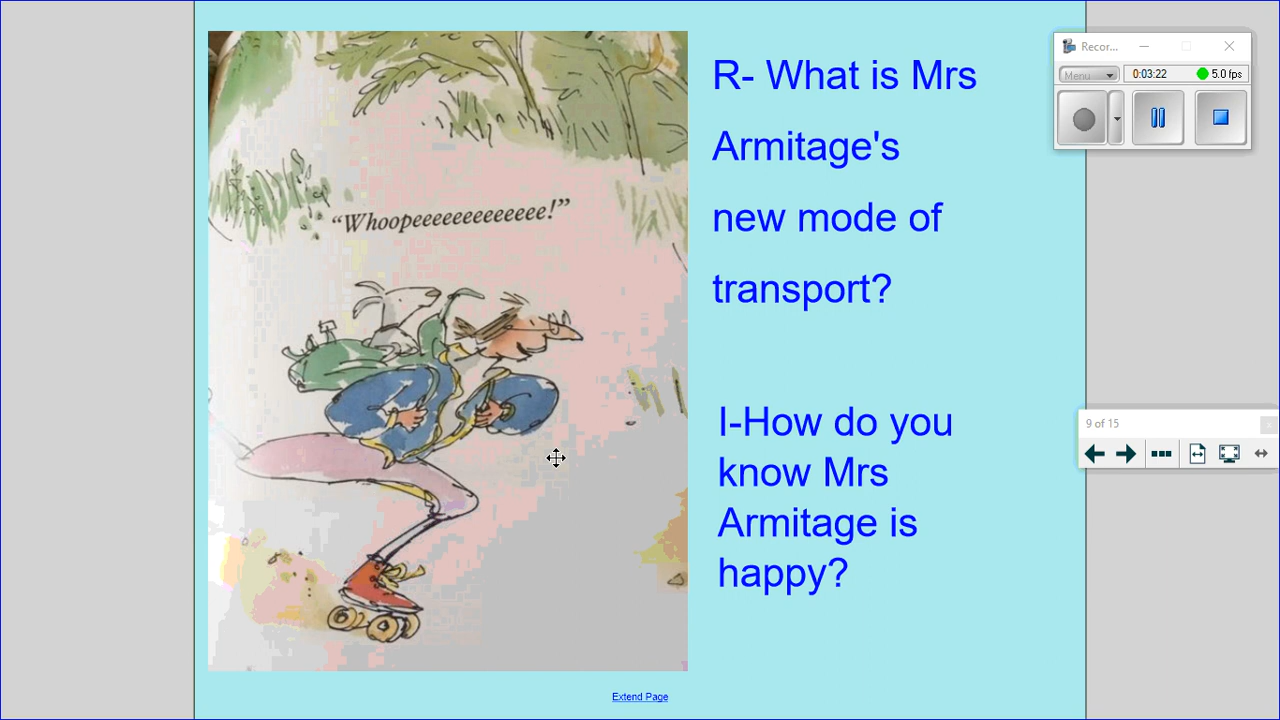 “Whoopeeeeeeeeeeeee!”
R- What is Mrs
Armitage's
new mode of
transport?
I-How do you
know Mrs
Armitage is
happy?
Extend Page
Recor...
Menu
0:03:22
5.0 fps
9 of 15